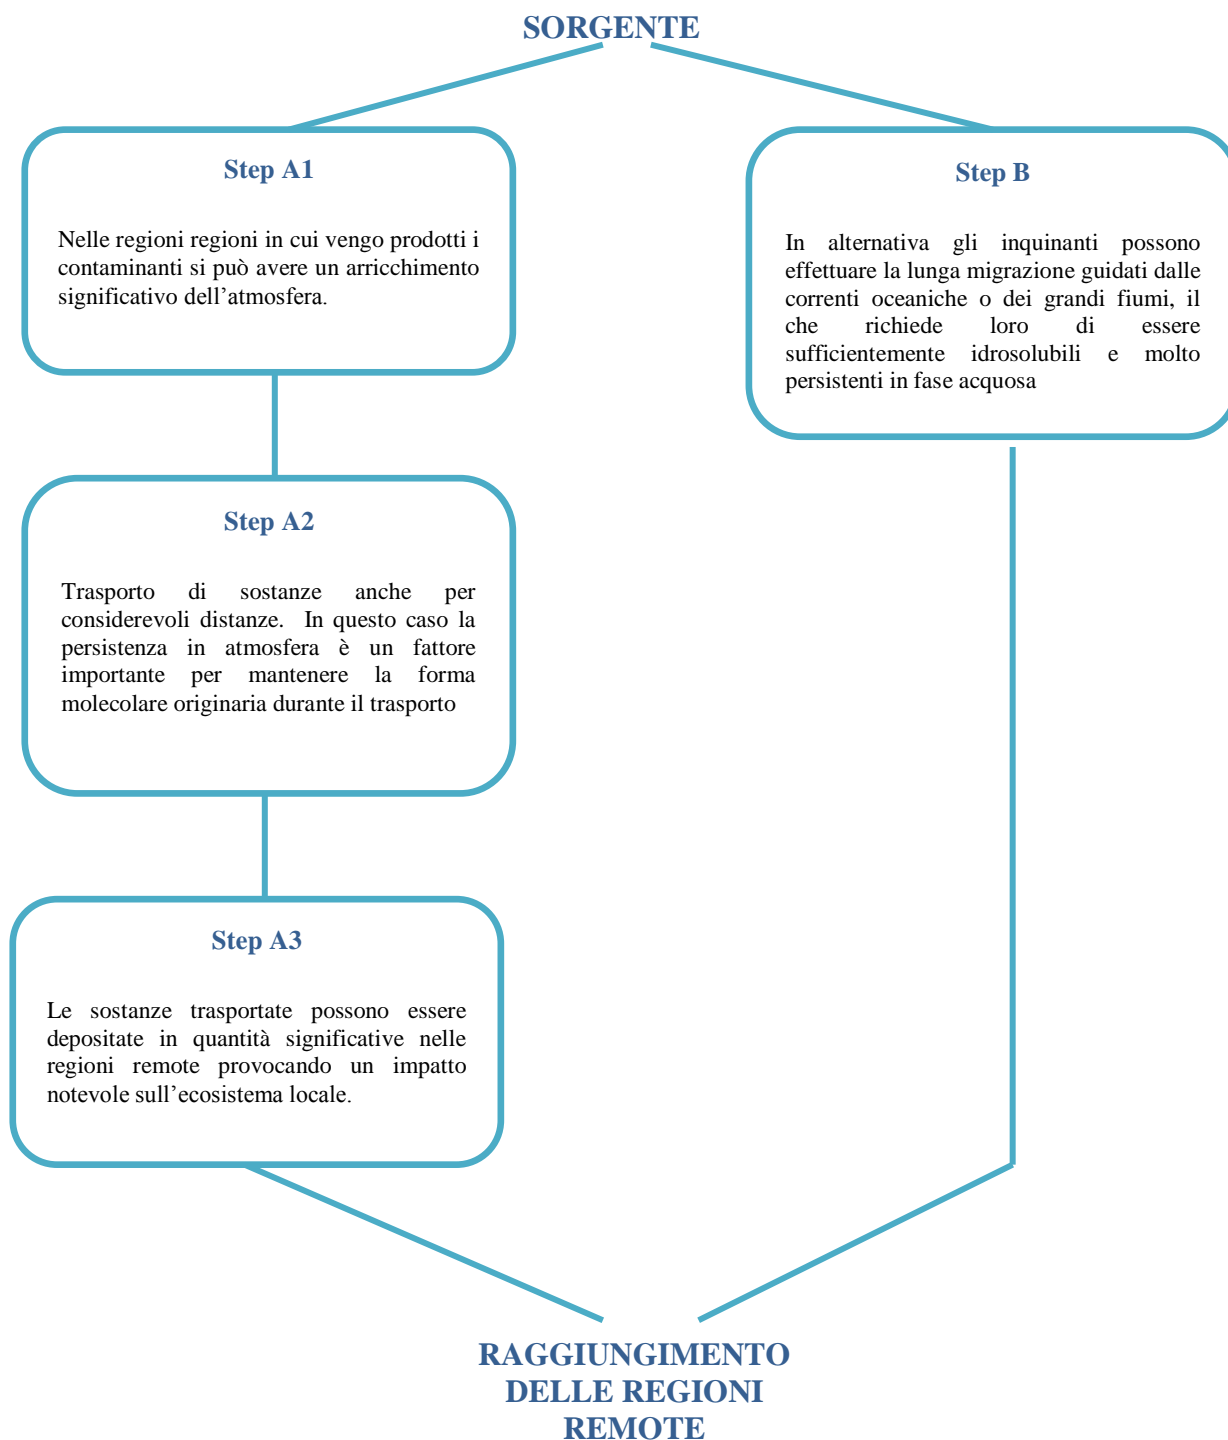 SORGENTE
Step A1
Nelle regioni regioni in cui vengo prodotti i
contaminanti si può avere un arricchimento
significativo dell’atmosfera.
Step B
In alternativa gli inquinanti possono
effettuare la lunga migrazione guidati dalle
correnti oceaniche o dei grandi fiumi, il
che richiede loro di essere
sufficientemente idrosolubili e molto
persistenti in fase acquosa
Step A2
Trasporto di sostanze anche per
considerevoli distanze. In questo caso la
persistenza in atmosfera è un fattore
importante per mantenere la forma
molecolare originaria durante il trasporto
Step A3
Le sostanze trasportate possono essere
depositate in quantità significative nelle
regioni remote provocando un impatto
notevole sull’ecosistema locale.
RAGGIUNGIMENTO
DELLE REGIONI
REMOTE